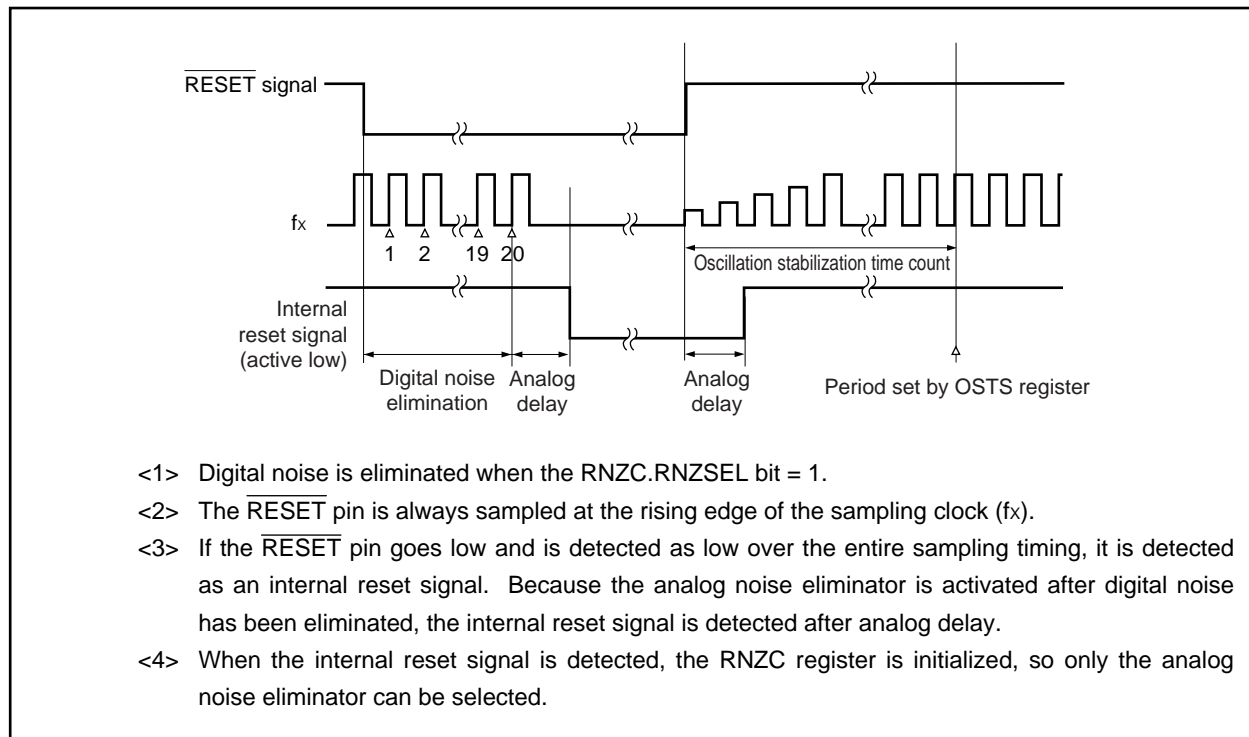 RESET signal
fx
1 2 19 20
Oscillation stabilization time count
Internal
reset signal
(active low)
Digital noise
elimination
Analog
delay
Analog
delay
Period set by OSTS register
<1> Digital noise is eliminated when the RNZC.RNZSEL bit = 1.
<2> The RESET pin is always sampled at the rising edge of the sampling clock (fx).
<3> If the RESET pin goes low and is detected as low over the entire sampling timing, it is detected
as an internal reset signal. Because the analog noise eliminator is activated after digital noise
has been eliminated, the internal reset signal is detected after analog delay.
<4> When the internal reset signal is detected, the RNZC register is initialized, so only the analog
noise eliminator can be selected.